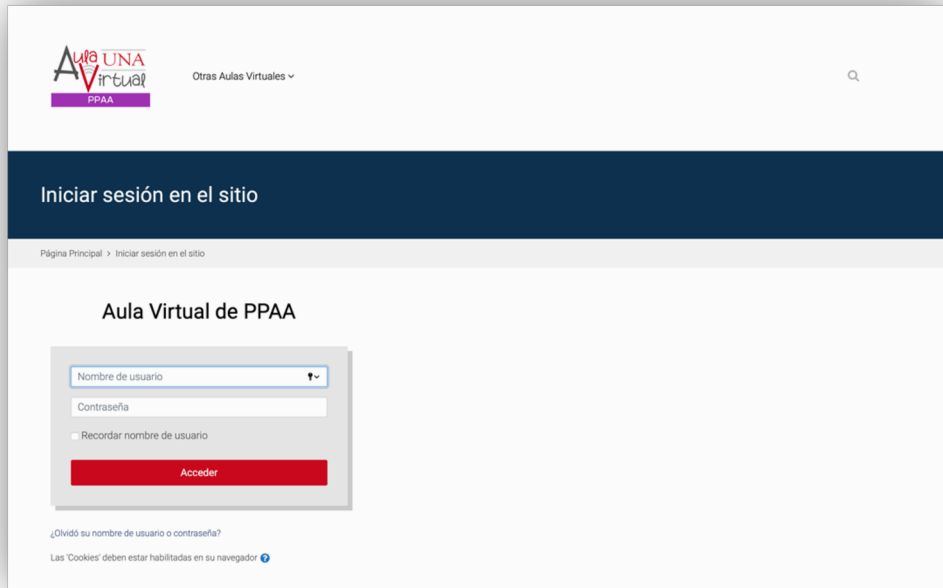 Aula UNA
Virtual
PPAA
Otras Aulas Virtuales
Iniciar sesión en el sitio
Página Principal > Iniciar sesión en el sitio
Aula Virtual de PPAA
Nombre de usuario
Contraseña
Recordar nombre de usuario
Acceder
¿Olvidó su nombre de usuario o contraseña?
Las 'Cookies' deben estar habilitadas en su navegador ?